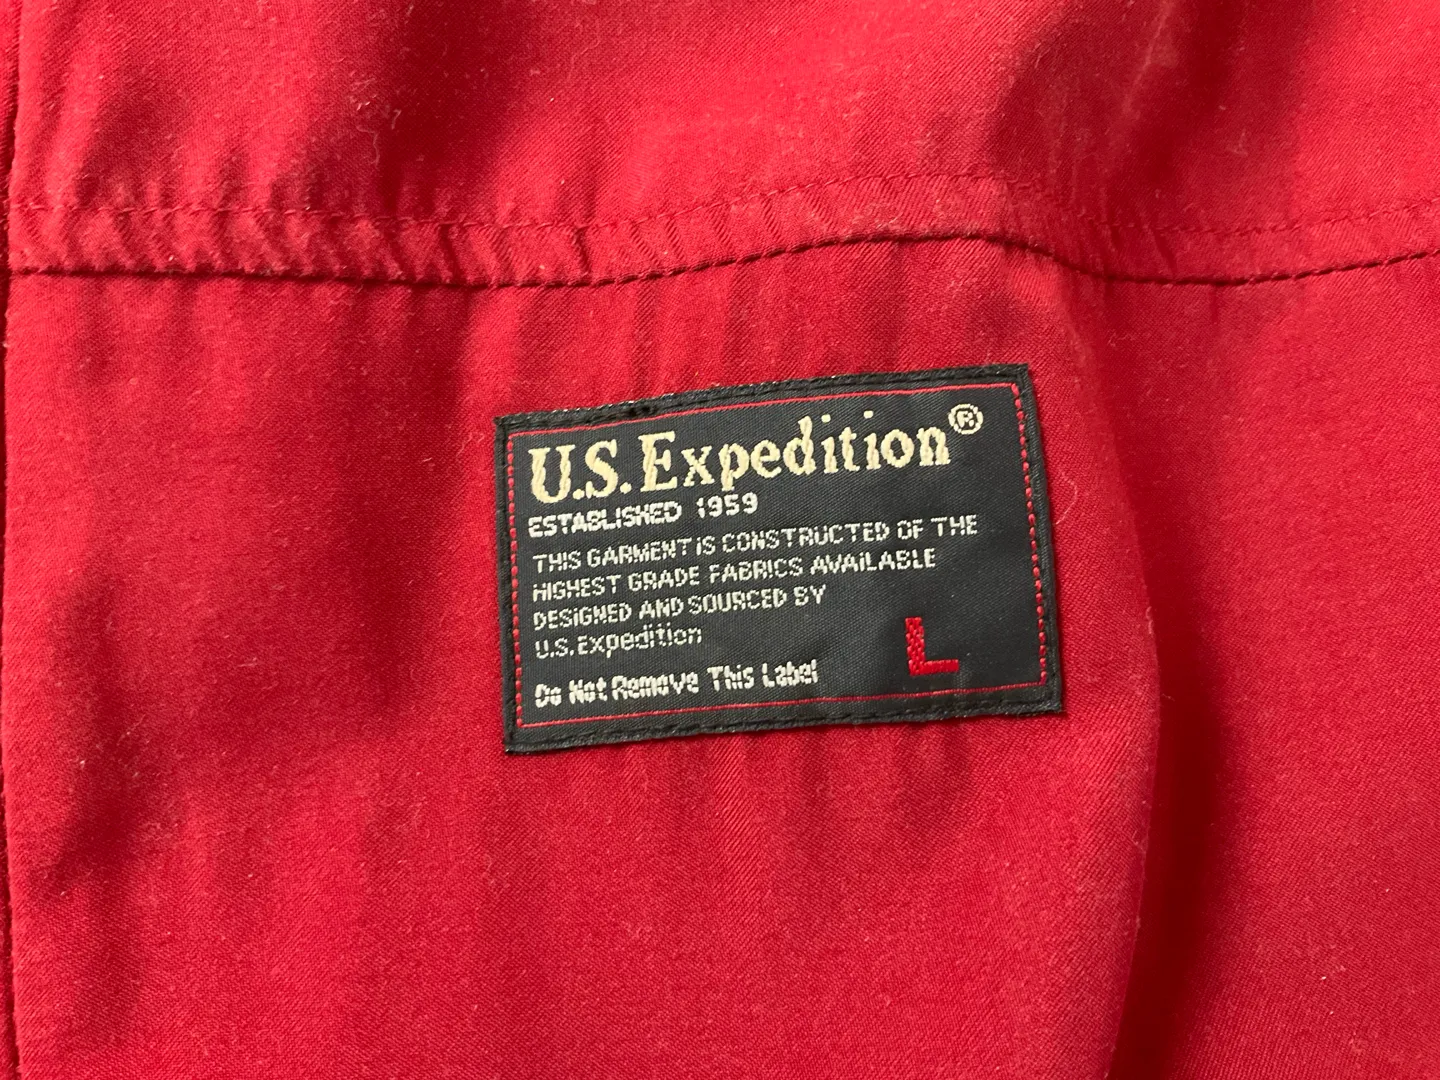 U.S. Expedition®
ESTABLISHED 1959
THIS GARMENT IS CONSTRUCTED OF THE
HIGHEST GRADE FABRICS AVAILABLE
DESIGNED AND SOURCED BY
U.S. Expedition
Do Not Remove This Label
L